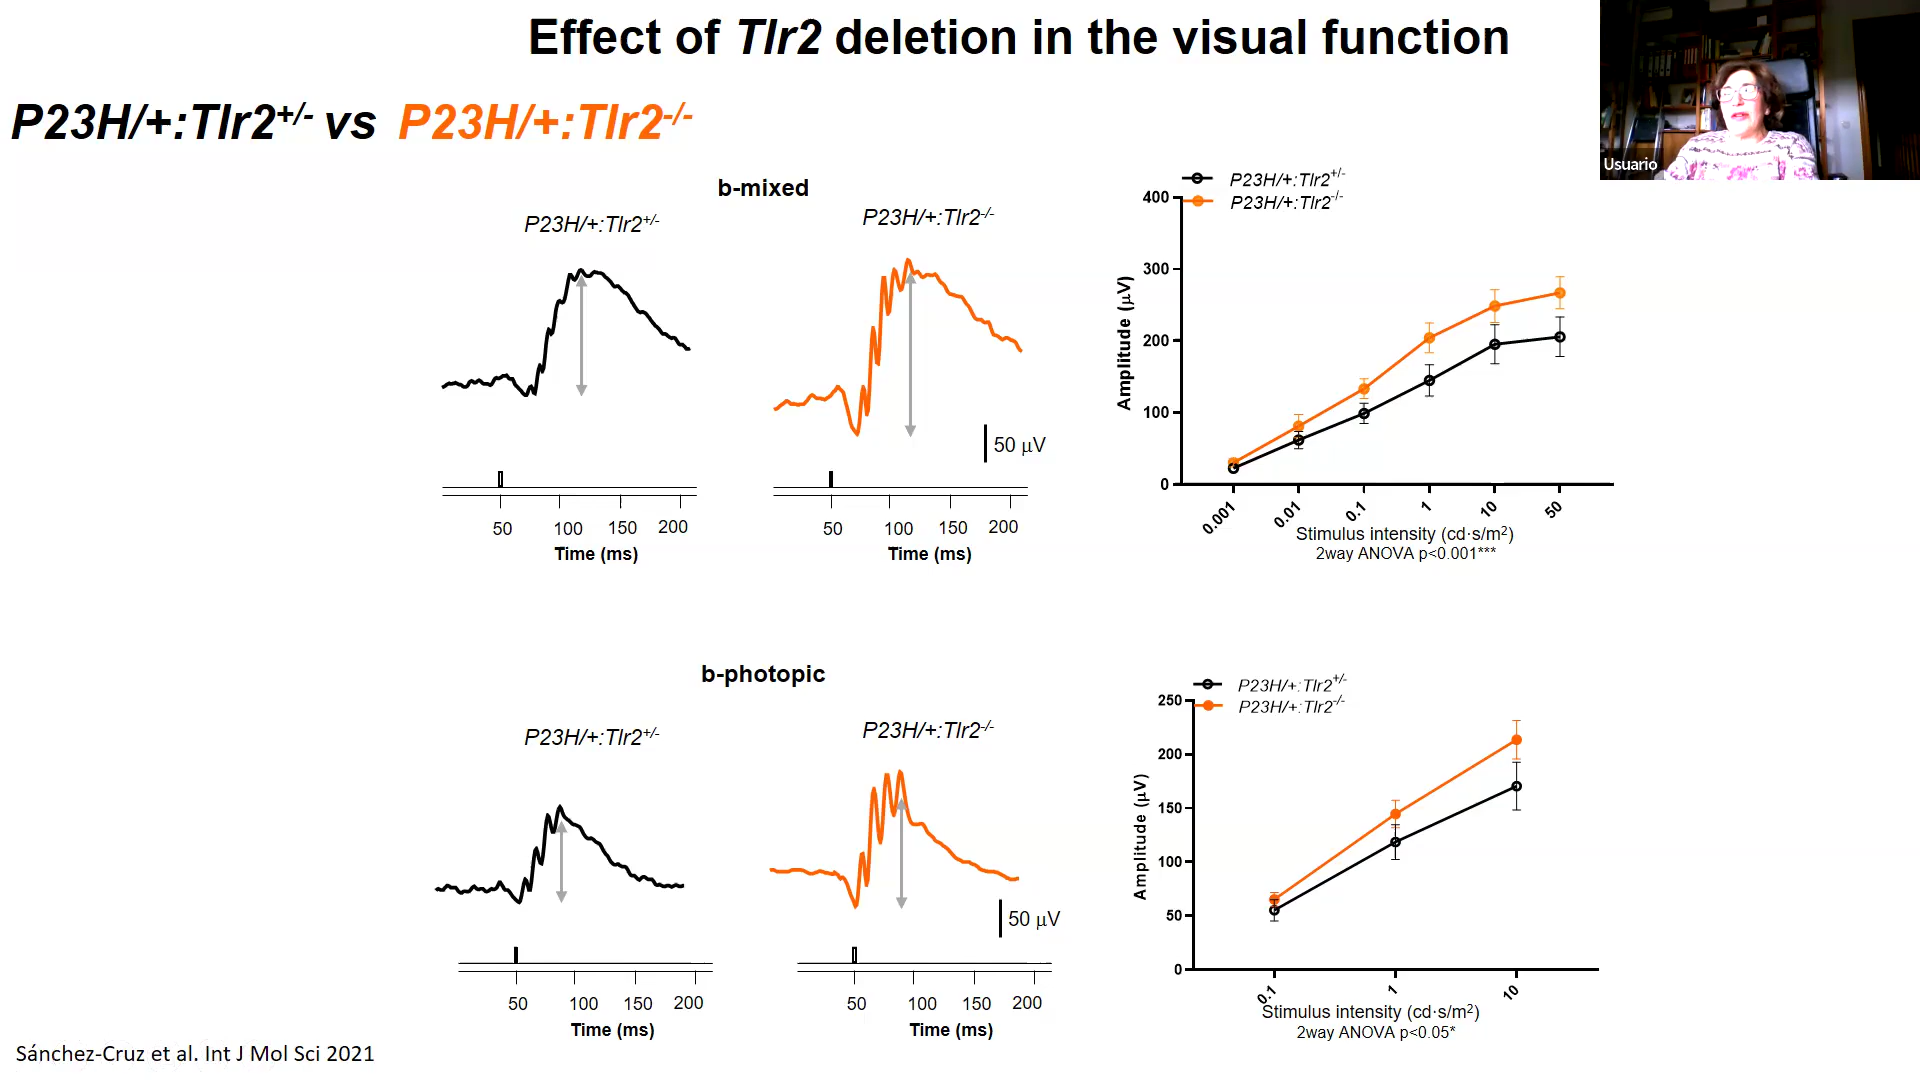 Effect of Tlr2 deletion in the visual function
P23H/+:Tlr2+/- vs P23H/+:Tlr2-/-
Usuario
b-mixed
P23H/+:Tlr2+/-
P23H/+:Tlr2-/-
50 µV
50 100 150 200
Time (ms)
50 100 150 200
Time (ms)
P23H/+:Tlr2+/-
P23H/+:Tlr2-/-
Amplitude (µV)
400
300
200
100
0
0.001 0.01 0.1 1 10 50
Stimulus intensity (cd·s/m2)
2way ANOVA p<0.001***
b-photopic
P23H/+:Tlr2+/-
P23H/+:Tlr2-/-
50 µV
50 100 150 200
Time (ms)
50 100 150 200
Time (ms)
P23H/+:Tlr2+/-
P23H/+:Tlr2-/-
Amplitude (µV)
250
200
150
100
50
0
0.1 1 10
Stimulus intensity (cd·s/m2)
2way ANOVA p<0.05*
Sánchez-Cruz et al. Int J Mol Sci 2021